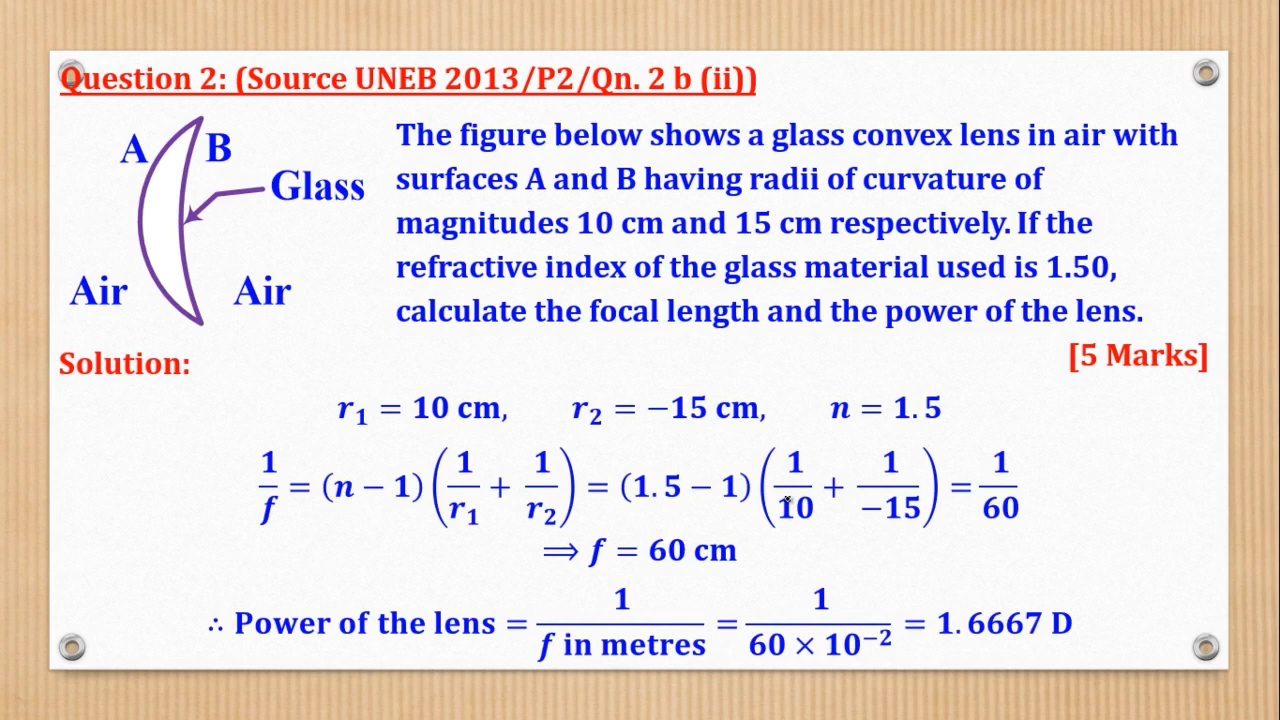 Question 2: (Source UNEB 2013/P2/Qn. 2 b (ii))
A B
Glass
Air Air
The figure below shows a glass convex lens in air with
surfaces A and B having radii of curvature of
magnitudes 10 cm and 15 cm respectively. If the
refractive index of the glass material used is 1.50,
calculate the focal length and the power of the lens.
[5 Marks]
Solution:
r₁ = 10 cm, r₂ = −15 cm, n = 1.5
1/f = (n − 1)(1/r₁ + 1/r₂) = (1.5 − 1)(1/10 + 1/−15) = 1/60
⟹ f = 60 cm
∴ Power of the lens = 1/f in metres = 1/60 × 10⁻² = 1.6667 D